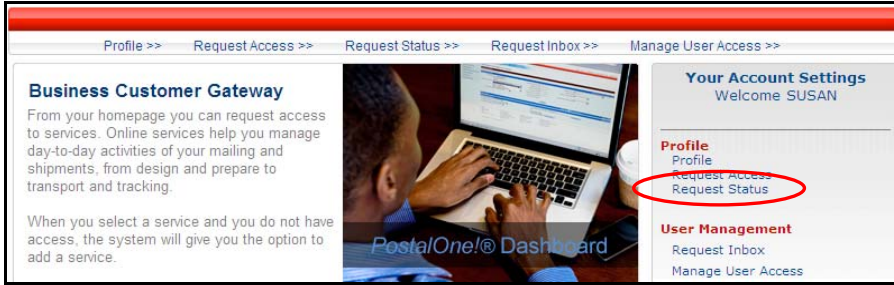 Profile >> Request Access >> Request Status >> Request Inbox >> Manage User Access >>
Business Customer Gateway
From your homepage you can request access
to services. Online services help you manage
day-to-day activities of your mailing and
shipments, from design and prepare to
transport and tracking.
When you select a service and you do not have
access, the system will give you the option to
add a service.
PostalOne!® Dashboard
Your Account Settings
Welcome SUSAN
Profile
Profile
Request Access
Request Status
User Management
Request Inbox
Manage User Access